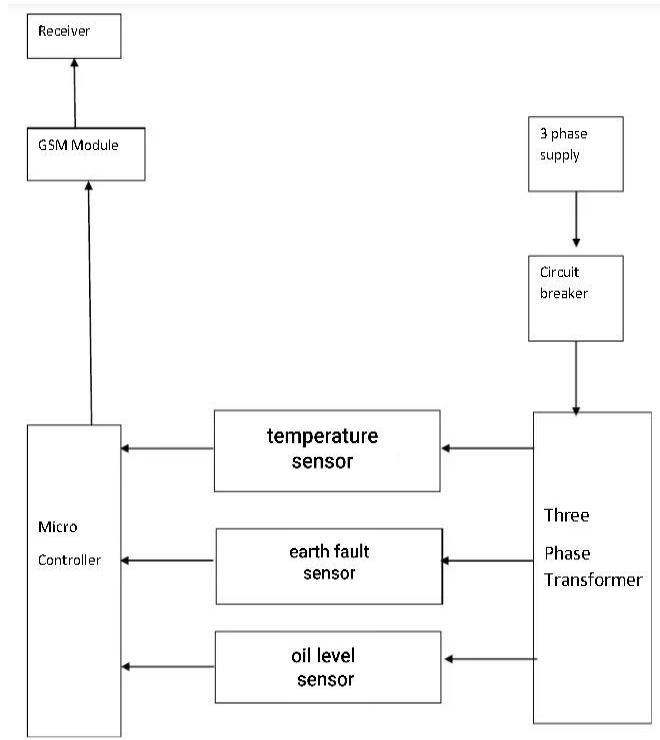 Receiver
GSM Module
3 phase
supply
Circuit
breaker
temperature
sensor
earth fault
sensor
oil level
sensor
Micro
Controller
Three
Phase
Transformer